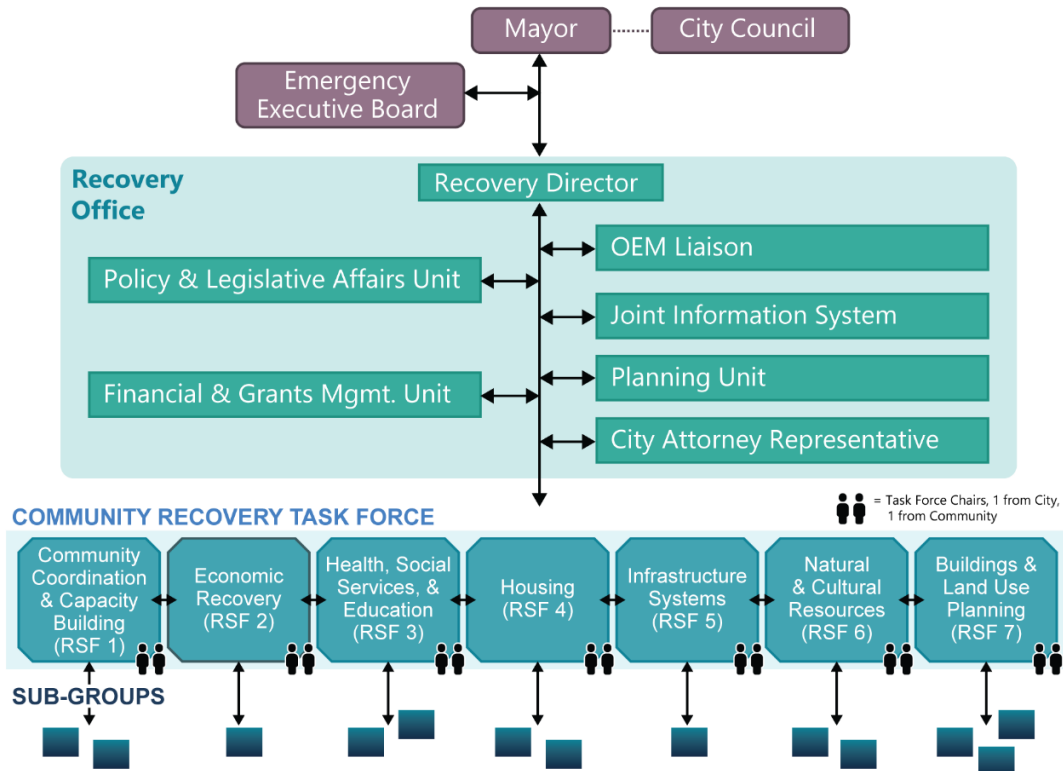 Mayor
City Council
Emergency
Executive Board
Recovery
Office
Recovery Director
OEM Liaison
Policy & Legislative Affairs Unit
Joint Information System
Planning Unit
Financial & Grants Mgmt. Unit
City Attorney Representative
= Task Force Chairs, 1 from City,
1 from Community
COMMUNITY RECOVERY TASK FORCE
Community
Coordination
& Capacity
Building
(RSF 1)
Economic
Recovery
(RSF 2)
Health, Social
Services, &
Education
(RSF 3)
Housing
(RSF 4)
Infrastructure
Systems
(RSF 5)
Natural
& Cultural
Resources
(RSF 6)
Buildings &
Land Use
Planning
(RSF 7)
SUB-GROUPS